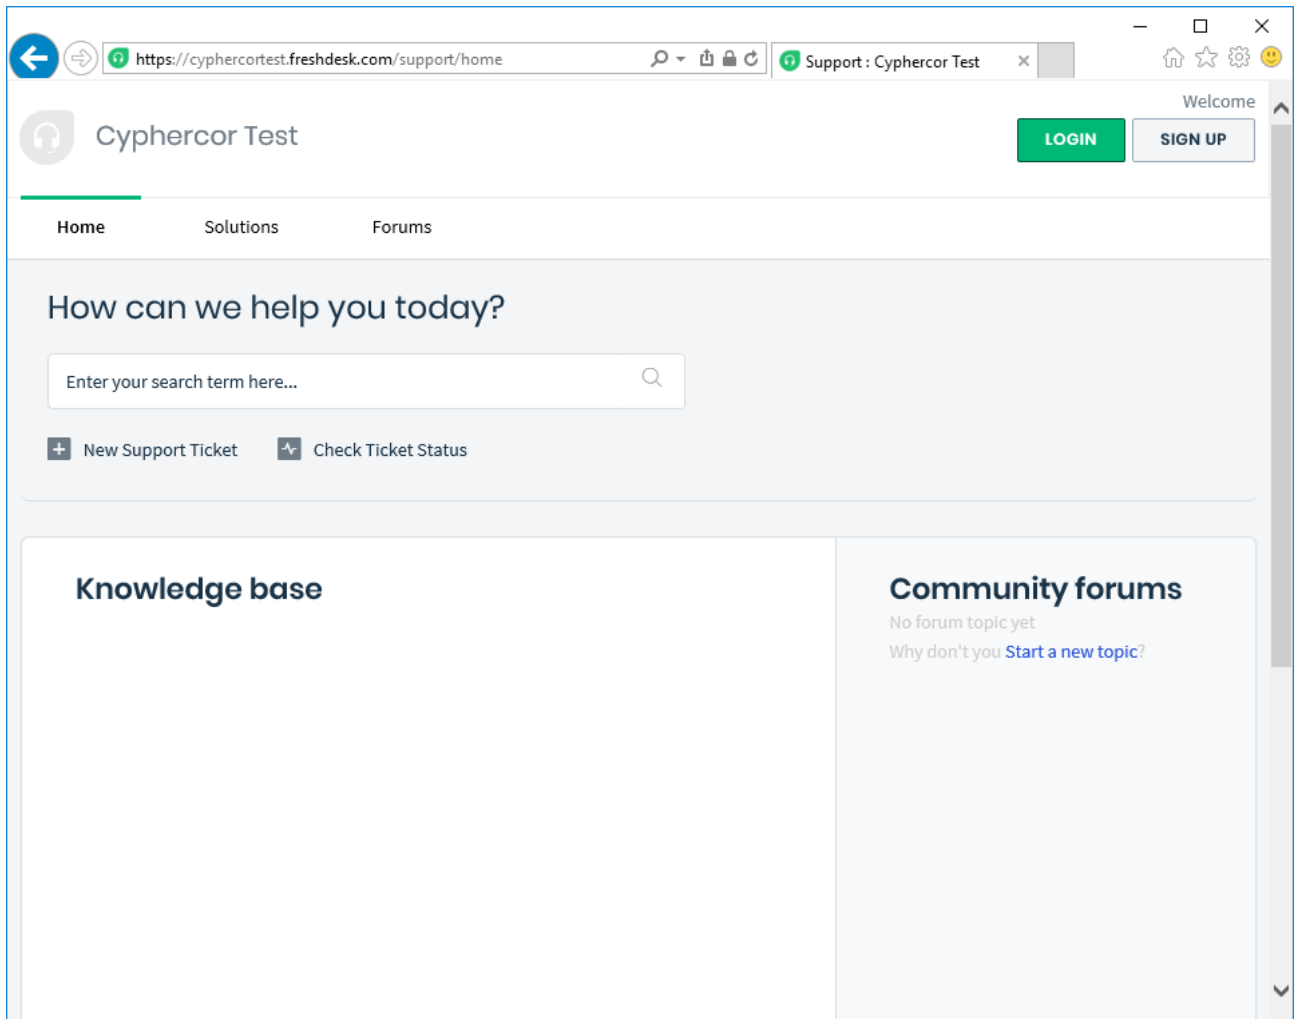 https://cyphercortest.freshdesk.com/support/home
Support : Cyphercor Test
Welcome
Cyphercor Test
LOGIN
SIGN UP
Home
Solutions
Forums
How can we help you today?
Enter your search term here...
New Support Ticket
Check Ticket Status
Knowledge base
Community forums
No forum topic yet
Why don't you Start a new topic?